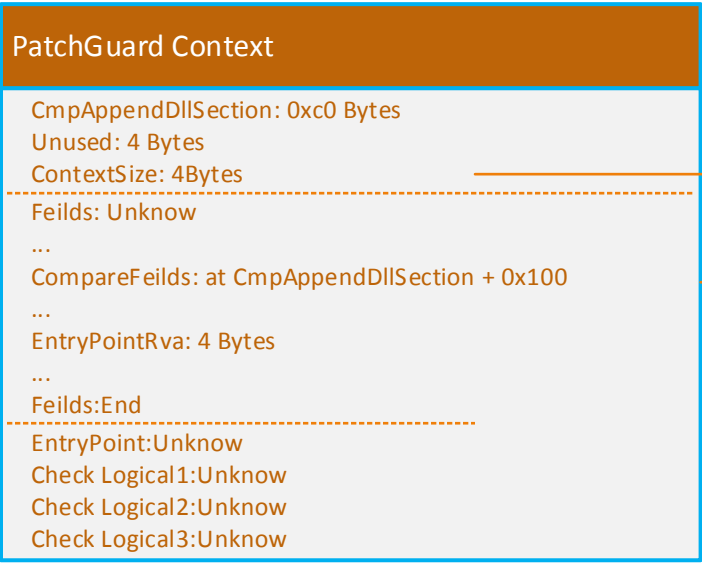 PatchGuard Context
CmpAppendDllSection: 0xc0 Bytes
Unused: 4 Bytes
ContextSize: 4Bytes
Feilds: Unknow
...
CompareFeilds: at CmpAppendDllSection + 0x100
...
EntryPointRva: 4 Bytes
...
Feilds:End
EntryPoint:Unknow
Check Logical1:Unknow
Check Logical2:Unknow
Check Logical3:Unknow